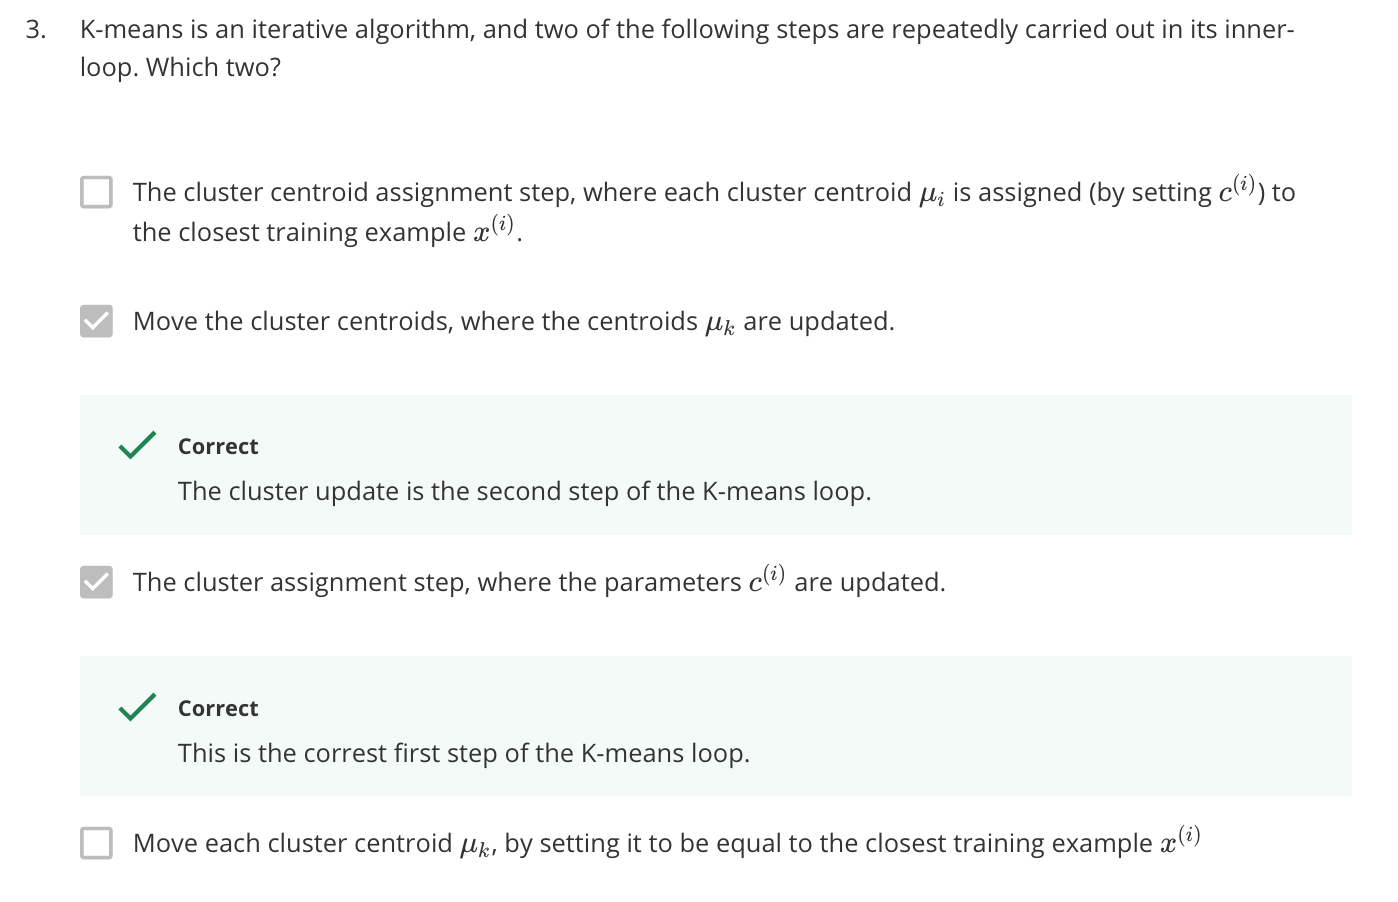 3. K-means is an iterative algorithm, and two of the following steps are repeatedly carried out in its inner-
loop. Which two?
The cluster centroid assignment step, where each cluster centroid μᵢ is assigned (by setting c⁽ⁱ⁾) to
the closest training example x⁽ⁱ⁾.
Move the cluster centroids, where the centroids μₖ are updated.
Correct
The cluster update is the second step of the K-means loop.
The cluster assignment step, where the parameters c⁽ⁱ⁾ are updated.
Correct
This is the correst first step of the K-means loop.
Move each cluster centroid μₖ, by setting it to be equal to the closest training example x⁽ⁱ⁾